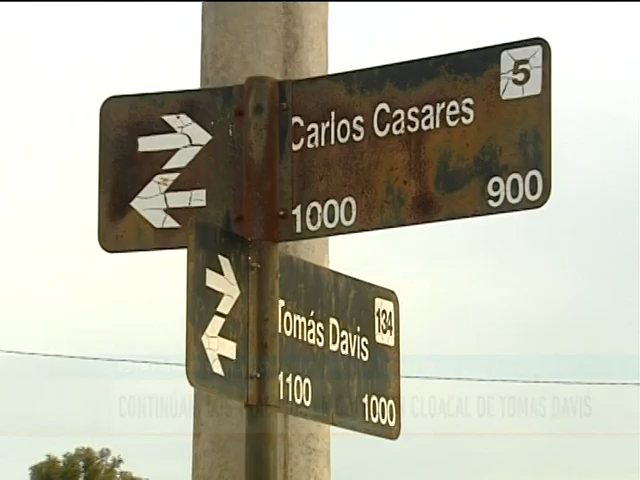 5
Carlos Casares
1000 900
134
Tomás Davis
1100 1000
CONTINUAN CLOACAL DE TOMAS DAVIS